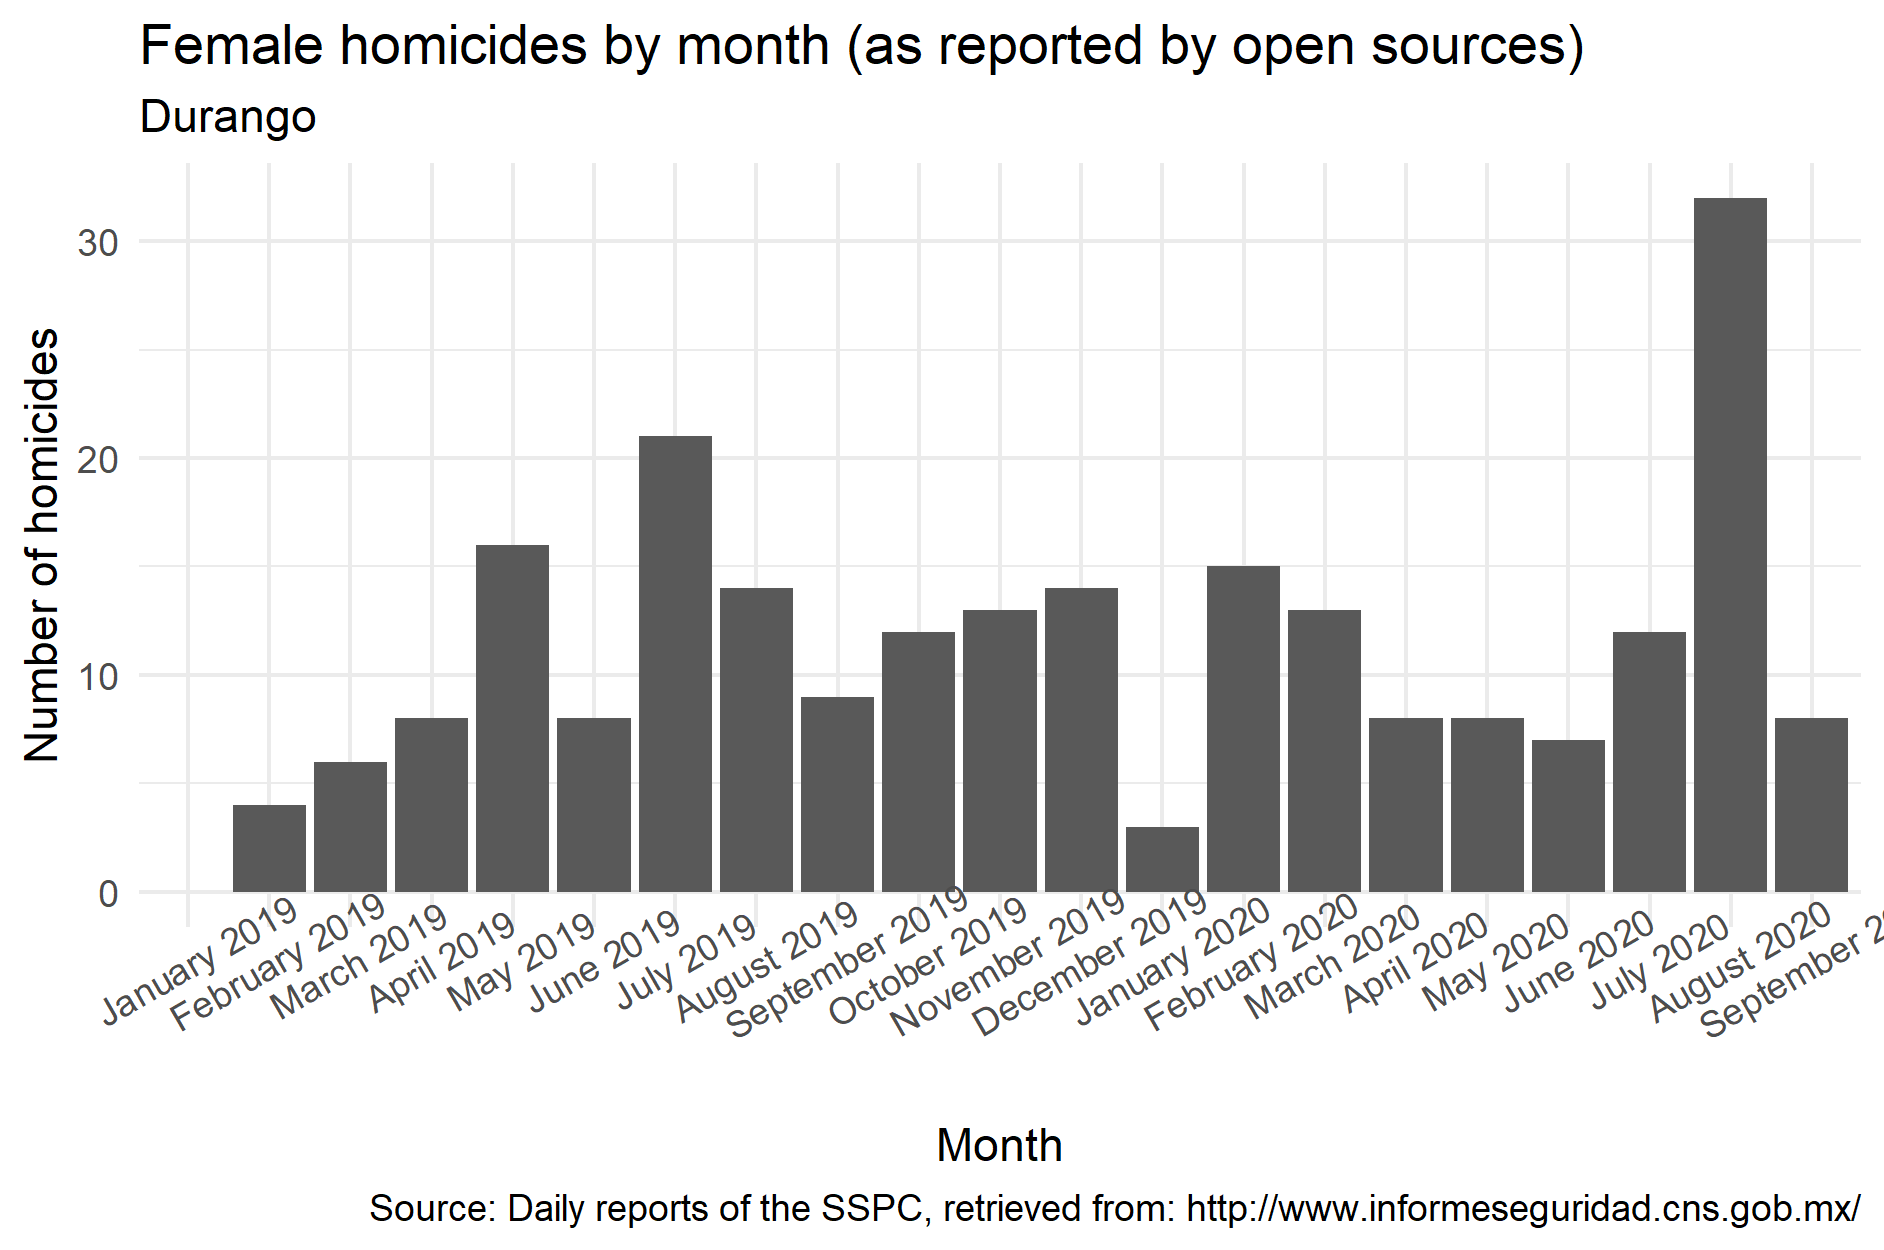 Female homicides by month (as reported by open sources)
Durango
Number of homicides
30
20
10
0
January 2019
February 2019
March 2019
April 2019
May 2019
June 2019
July 2019
August 2019
September 2019
October 2019
November 2019
December 2019
January 2020
February 2020
March 2020
April 2020
May 2020
June 2020
July 2020
August 2020
September 2
Month
Source: Daily reports of the SSPC, retrieved from: http://www.informeseguridad.cns.gob.mx/